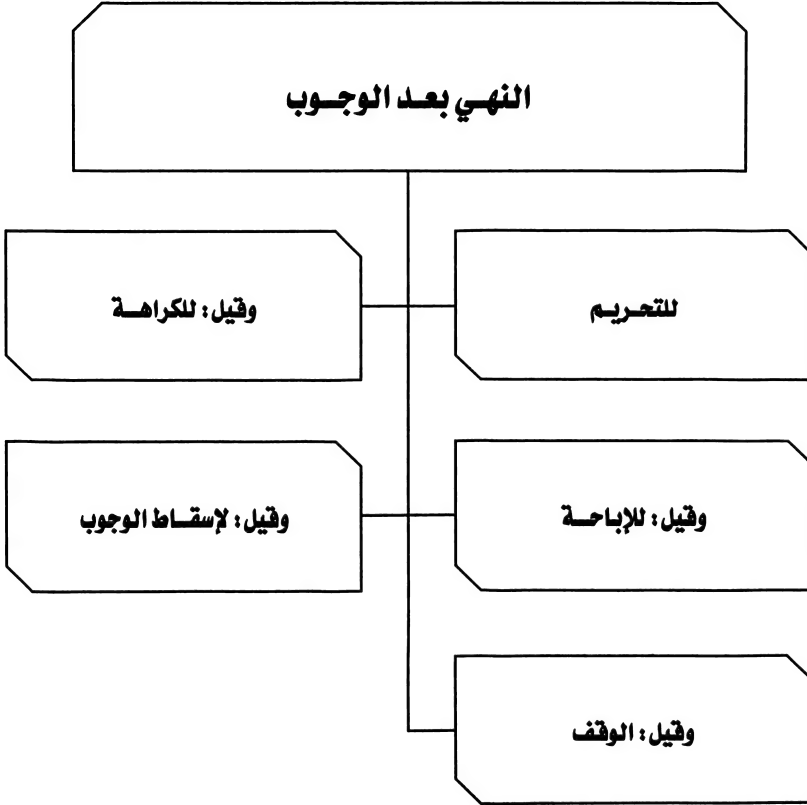 النهي بعد الوجوب
للتحريم
وقيل: للكراهة
وقيل: للإباحة
وقيل: لإسقاط الوجوب
وقيل: الوقف